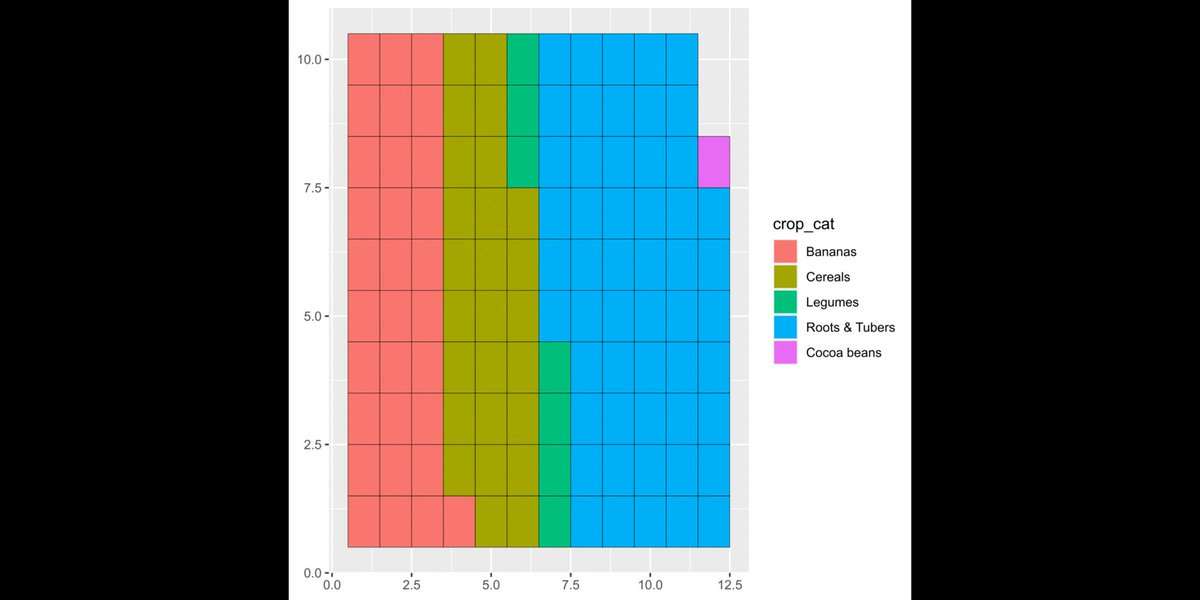 10.0
7.5
5.0
2.5
0.0
0.0 2.5 5.0 7.5 10.0 12.5
crop_cat
Bananas
Cereals
Legumes
Roots & Tubers
Cocoa beans